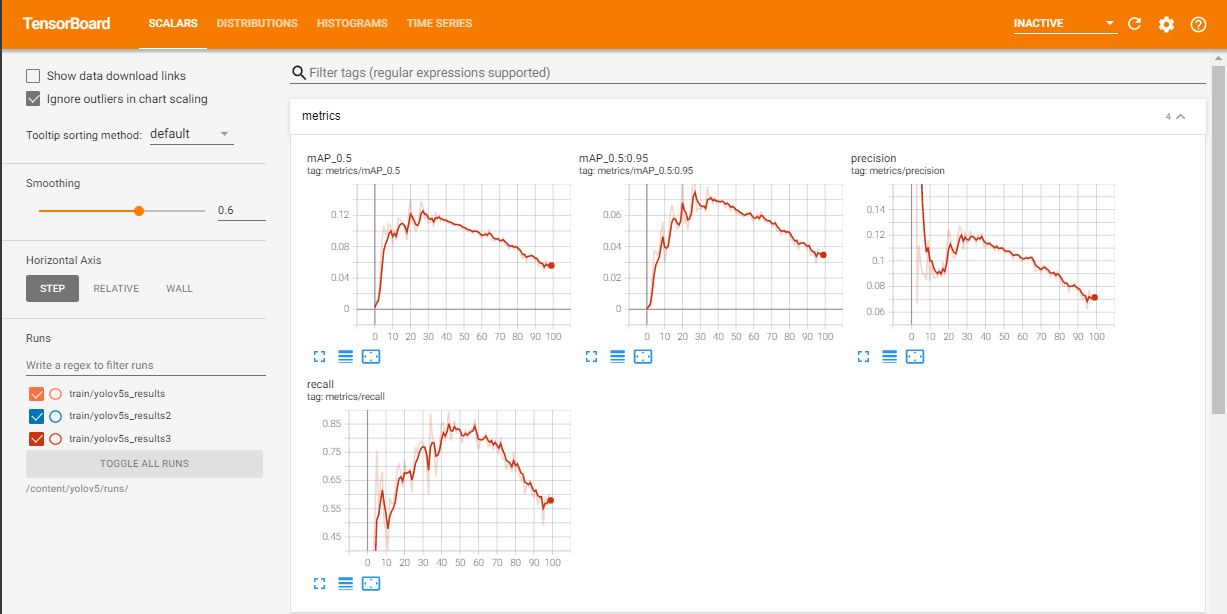 TensorBoard SCALARS DISTRIBUTIONS HISTOGRAMS TIME SERIES INACTIVE
Show data download links
Ignore outliers in chart scaling
Tooltip sorting method: default
Smoothing
0.6
Horizontal Axis
STEP RELATIVE WALL
Runs
Write a regex to filter runs
train/yolov5s_results
train/yolov5s_results2
train/yolov5s_results3
TOGGLE ALL RUNS
/content/yolov5/runs/
Filter tags (regular expressions supported)
metrics 4
mAP_0.5
tag: metrics/mAP_0.5
0.12
0.08
0.04
0
0 10 20 30 40 50 60 70 80 90 100
mAP_0.5:0.95
tag: metrics/mAP_0.5:0.95
0.06
0.04
0.02
0
0 10 20 30 40 50 60 70 80 90 100
precision
tag: metrics/precision
0.14
0.12
0.1
0.08
0.06
0 10 20 30 40 50 60 70 80 90 100
recall
tag: metrics/recall
0.85
0.75
0.65
0.55
0.45
0 10 20 30 40 50 60 70 80 90 100